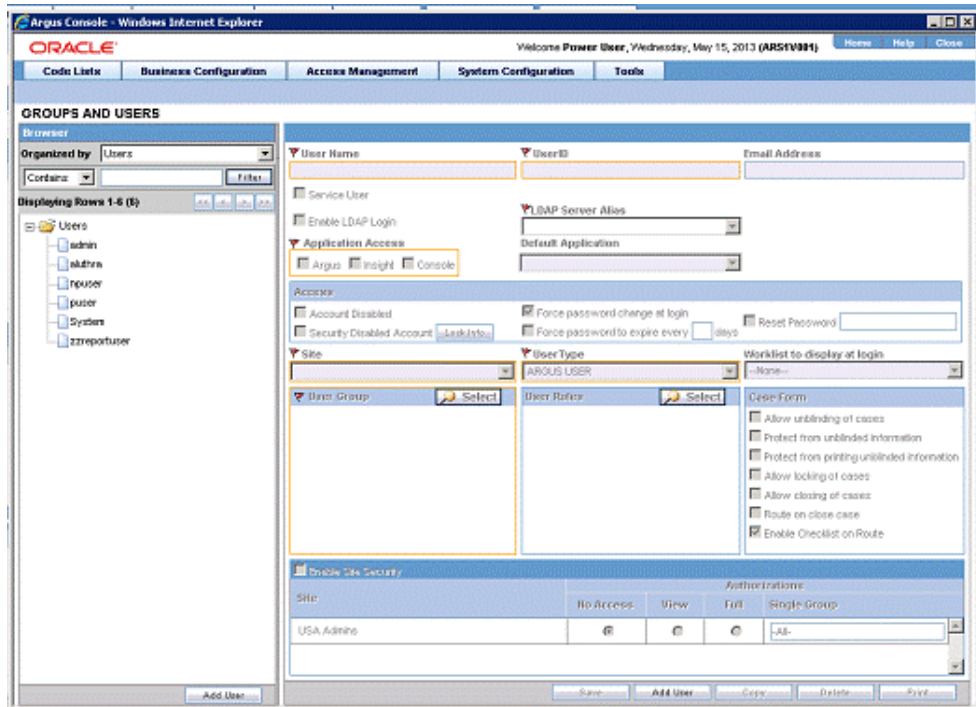 Argus Console - Windows Internet Explorer
ORACLE
Welcome Power User, Wednesday, May 15, 2013 (ARS1V001)
Home Help Close
Code Lists Business Configuration Access Management System Configuration Tools
GROUPS AND USERS
Browser
Organized by Users
Contains Filter
Displaying Rows 1-6 (6) << < > >>
Users
admin
aluthra
npuser
puser
System
zzreportuser
Add User
User Name UserID Email Address
Service User
Enable LDAP Login LDAP Server Alias
Application Access Default Application
Argus Insight Console
Access
Account Disabled Force password change at login
Security Disabled Account Lock Info. Force password to expire every days Reset Password
Site User Type Worklist to display at login
ARGUS USER --None--
User Group Select User Roles Select Case Form
Allow unblinding of cases
Protect from unblinded information
Protect from printing unblinded information
Allow locking of cases
Allow closing of cases
Route on close case
Enable Checklist on Route
Enable Site Security
Authorizations
Site No Access View Full Single Group
USA Admins -All-
Save Add User Copy Delete Print